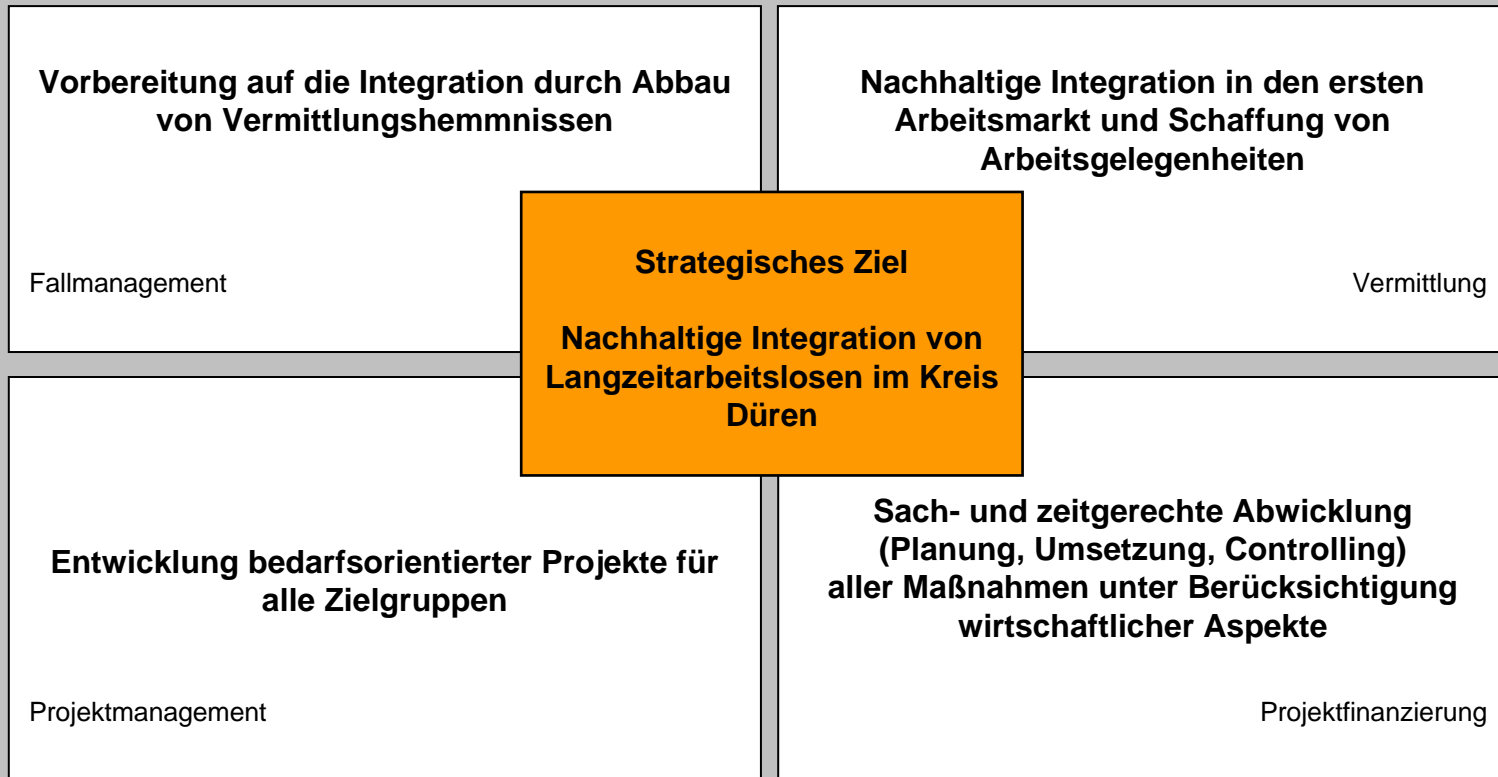 Vorbereitung auf die Integration durch Abbau
von Vermittlungshemmnissen
Fallmanagement
Nachhaltige Integration in den ersten
Arbeitsmarkt und Schaffung von
Arbeitsgelegenheiten
Vermittlung
Strategisches Ziel
Nachhaltige Integration von
Langzeitarbeitslosen im Kreis
Düren
Entwicklung bedarfsorientierter Projekte für
alle Zielgruppen
Projektmanagement
Sach- und zeitgerechte Abwicklung
(Planung, Umsetzung, Controlling)
aller Maßnahmen unter Berücksichtigung
wirtschaftlicher Aspekte
Projektfinanzierung